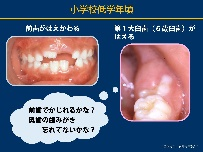 小学校低学年頃
前歯がはえかわる
第１大臼歯（６歳臼歯）が
はえる
前歯でかじれるかな？
奥歯の歯みがき
忘れてないかな？